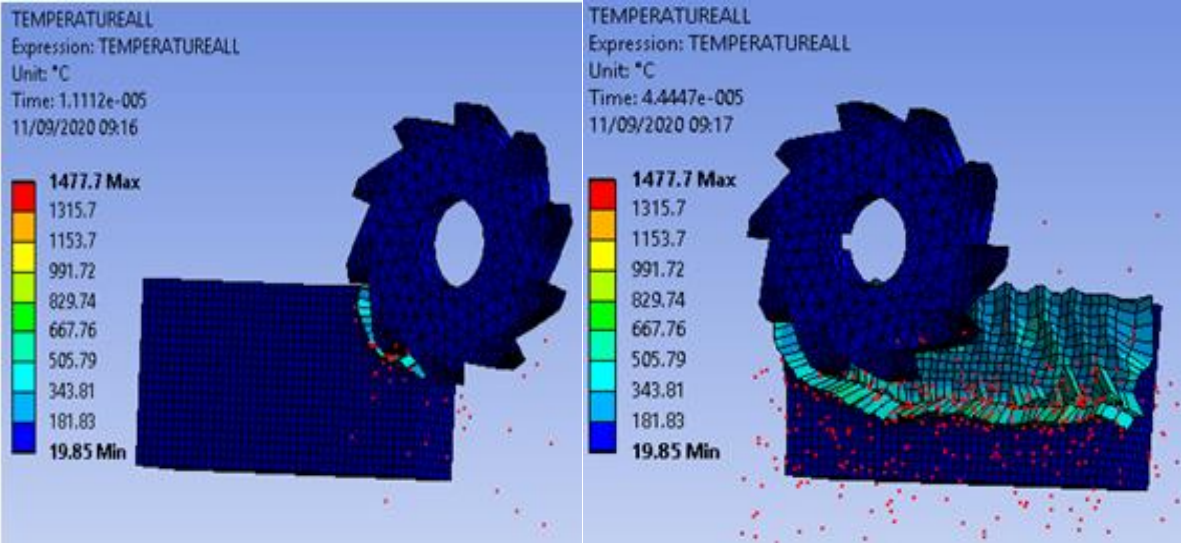 TEMPERATUREALL
Expression: TEMPERATUREALL
Unit: °C
Time: 1.1112e-005
11/09/2020 09:16
1477.7 Max
1315.7
1153.7
991.72
829.74
667.76
505.79
343.81
181.83
19.85 Min
TEMPERATUREALL
Expression: TEMPERATUREALL
Unit: °C
Time: 4.4447e-005
11/09/2020 09:17
1477.7 Max
1315.7
1153.7
991.72
829.74
667.76
505.79
343.81
181.83
19.85 Min